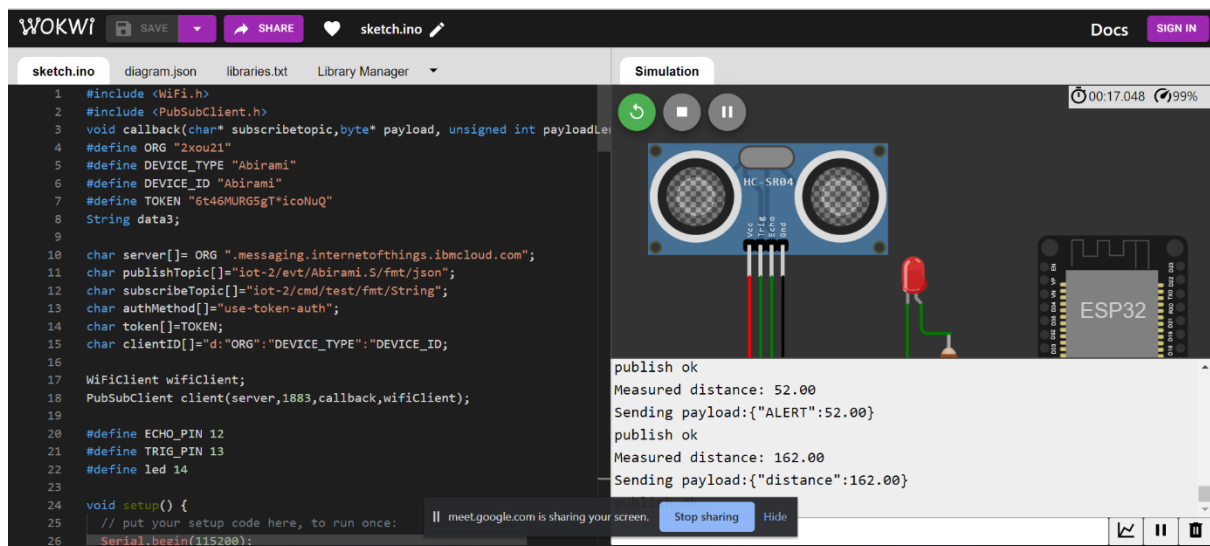 WOKWI SAVE SHARE sketch.ino Docs SIGN IN
sketch.ino diagram.json libraries.txt Library Manager
1 #include <WiFi.h>
2 #include <PubSubClient.h>
3 void callback(char* subscribetopic,byte* payload, unsigned int payloadLe
4 #define ORG "2xou21"
5 #define DEVICE_TYPE "Abirami"
6 #define DEVICE_ID "Abirami"
7 #define TOKEN "6t46MURG5gT*icoNuQ"
8 String data3;
9
10 char server[]= ORG ".messaging.internetofthings.ibmcloud.com";
11 char publishTopic[]="iot-2/evt/Abirami.S/fmt/json";
12 char subscribeTopic[]="iot-2/cmd/test/fmt/String";
13 char authMethod[]="use-token-auth";
14 char token[]=TOKEN;
15 char clientID[]="d:"ORG":"DEVICE_TYPE":"DEVICE_ID;
16
17 WiFiClient wifiClient;
18 PubSubClient client(server,1883,callback,wifiClient);
19
20 #define ECHO_PIN 12
21 #define TRIG_PIN 13
22 #define led 14
23
24 void setup() {
25 // put your setup code here, to run once:
26 Serial.begin(115200);
Simulation
00:17.048 99%
HC-SR04
Vcc
Trig
Echo
Gnd
ESP32
publish ok
Measured distance: 52.00
Sending payload:{"ALERT":52.00}
publish ok
Measured distance: 162.00
Sending payload:{"distance":162.00}
meet.google.com is sharing your screen. Stop sharing Hide